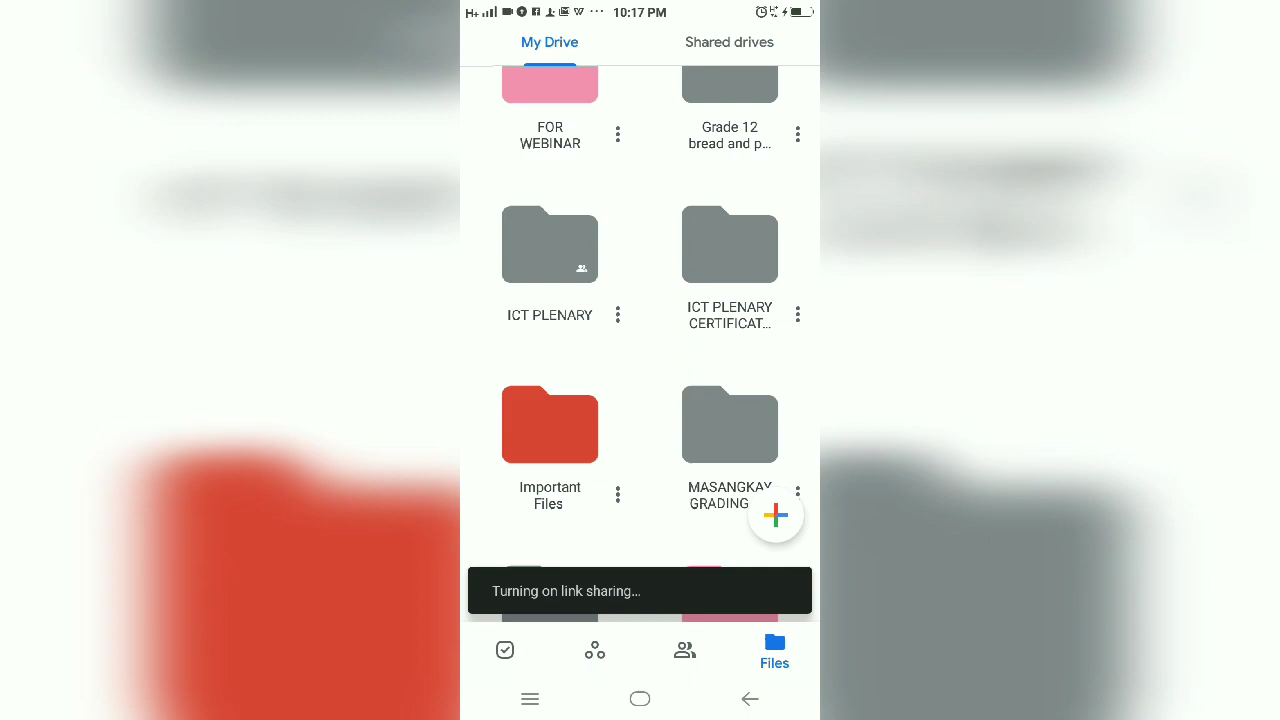 H+ 10:17 PM
My Drive Shared drives
FOR
WEBINAR
Grade 12
bread and p...
ICT PLENARY
ICT PLENARY
CERTIFICAT...
Important
Files
MASANGKAY
GRADING
Turning on link sharing...
Files